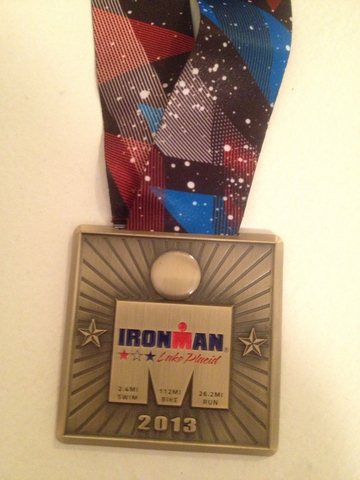 IRONMAN®
Lake Placid
2.4MI SWIM
112MI BIKE
26.2MI RUN
2013